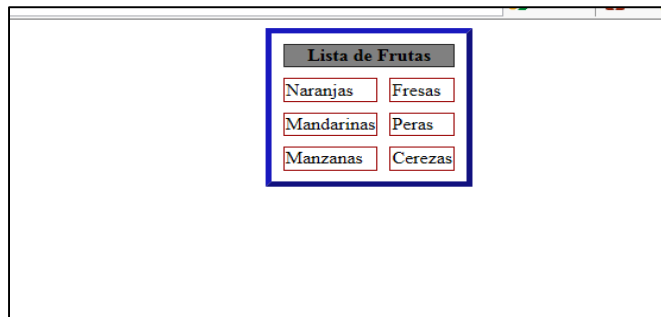 Lista de Frutas
Naranjas Fresas
Mandarinas Peras
Manzanas Cerezas